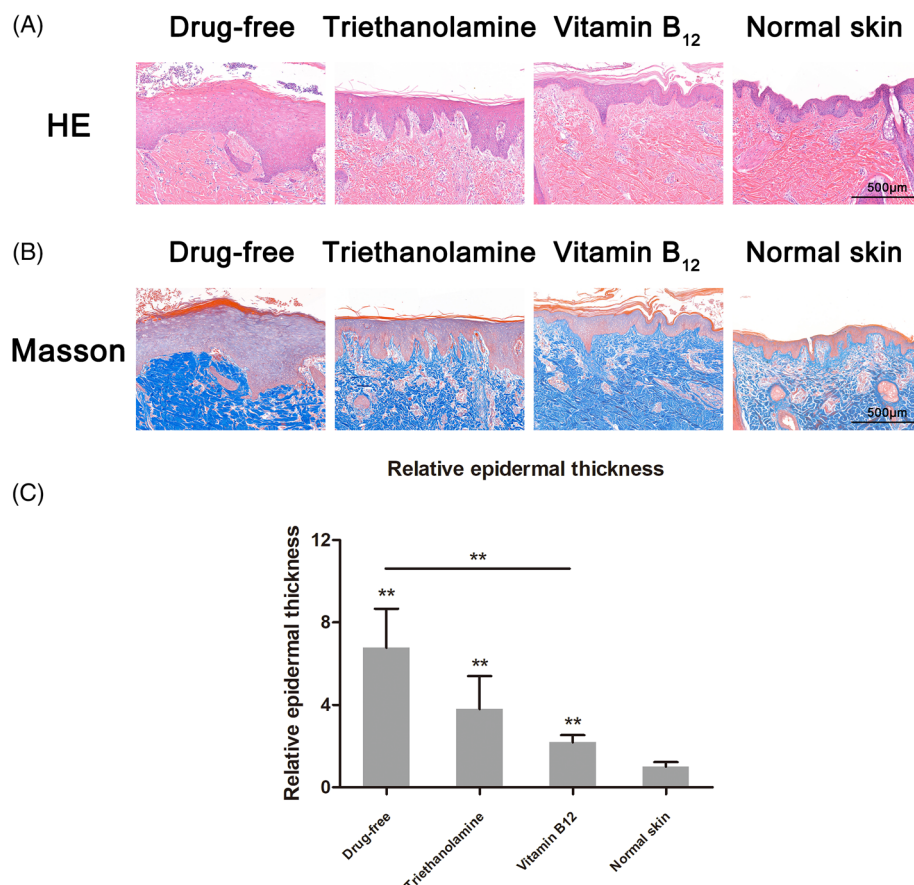 (A)
Drug-free Triethanolamine Vitamin B12 Normal skin
HE
500μm
(B)
Drug-free Triethanolamine Vitamin B12 Normal skin
Masson
500μm
Relative epidermal thickness
(C)
Relative epidermal thickness
12
8
4
0
**
**
**
**
Drug-free
Triethanolamine
Vitamin B12
Normal skin